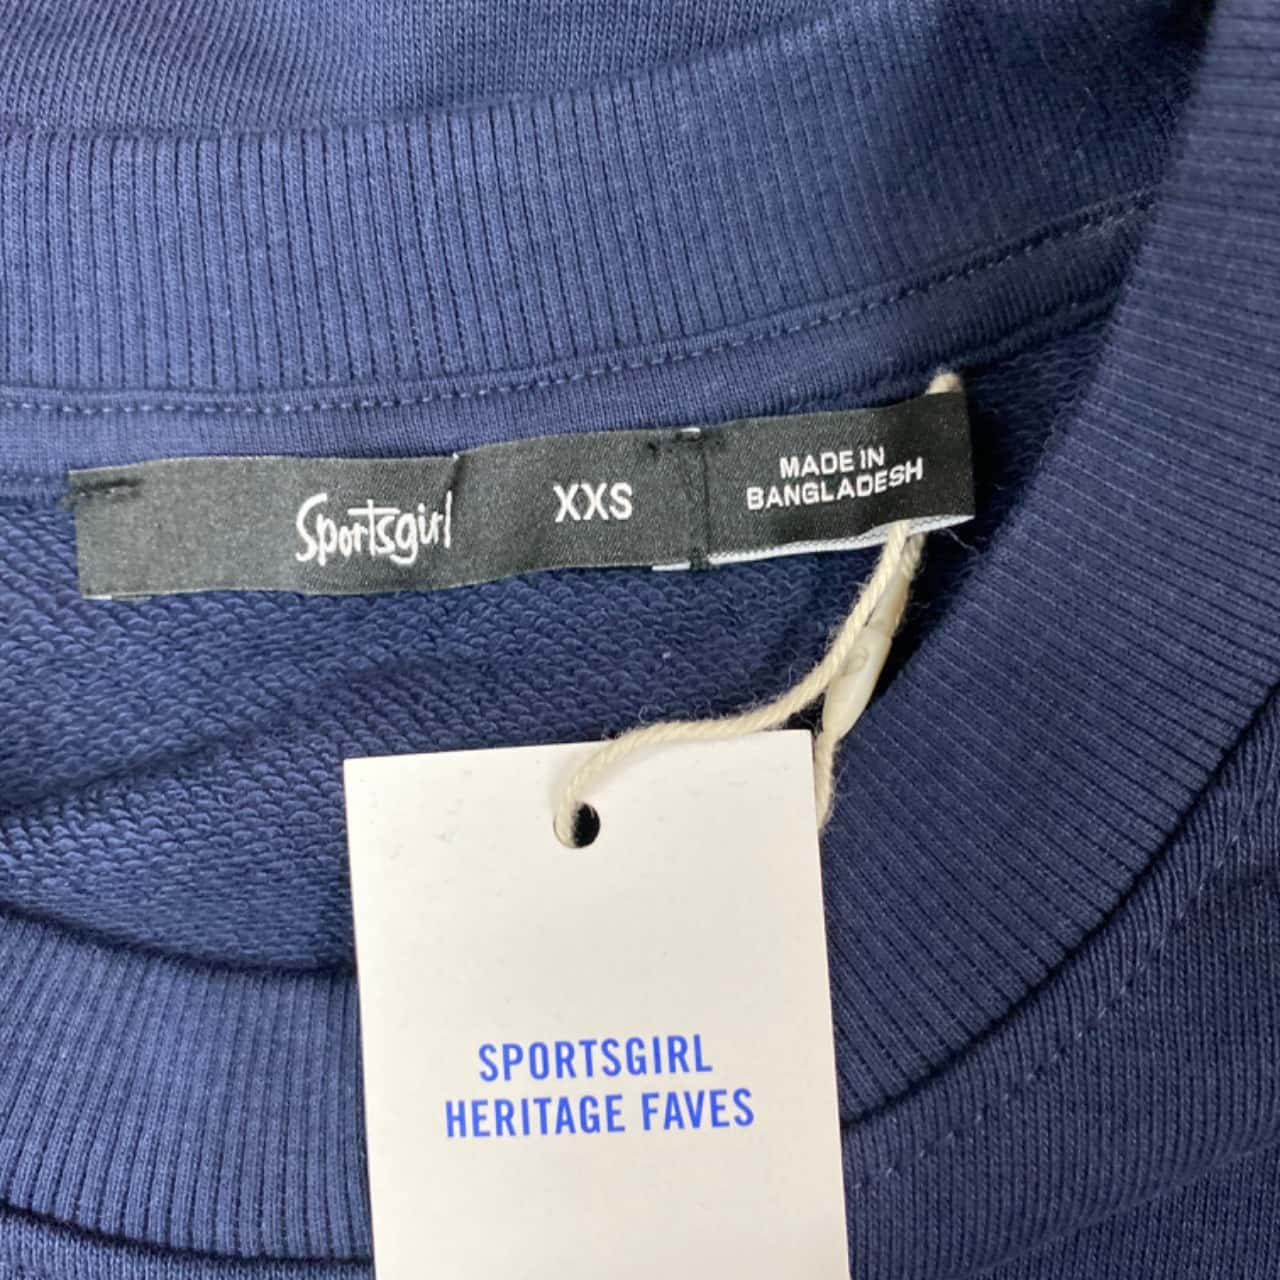 Sportsgirl
XXS
MADE IN
BANGLADESH
SPORTSGIRL
HERITAGE FAVES